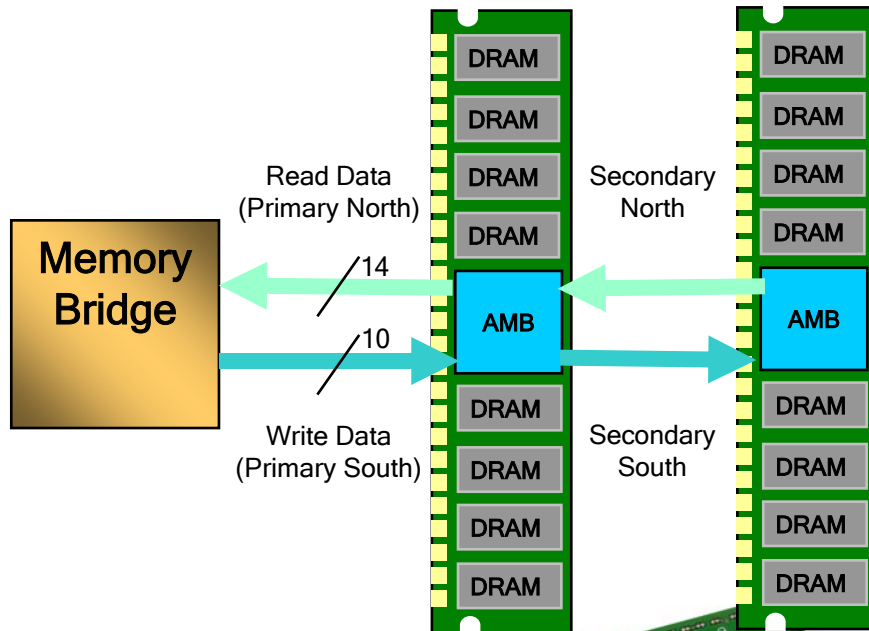 DRAM
DRAM
DRAM
DRAM
DRAM
DRAM
Read Data
(Primary North)
Secondary
North
DRAM
DRAM
Memory
Bridge
14
AMB
AMB
10
DRAM
DRAM
Write Data
(Primary South)
Secondary
South
DRAM
DRAM
DRAM
DRAM
DRAM
DRAM